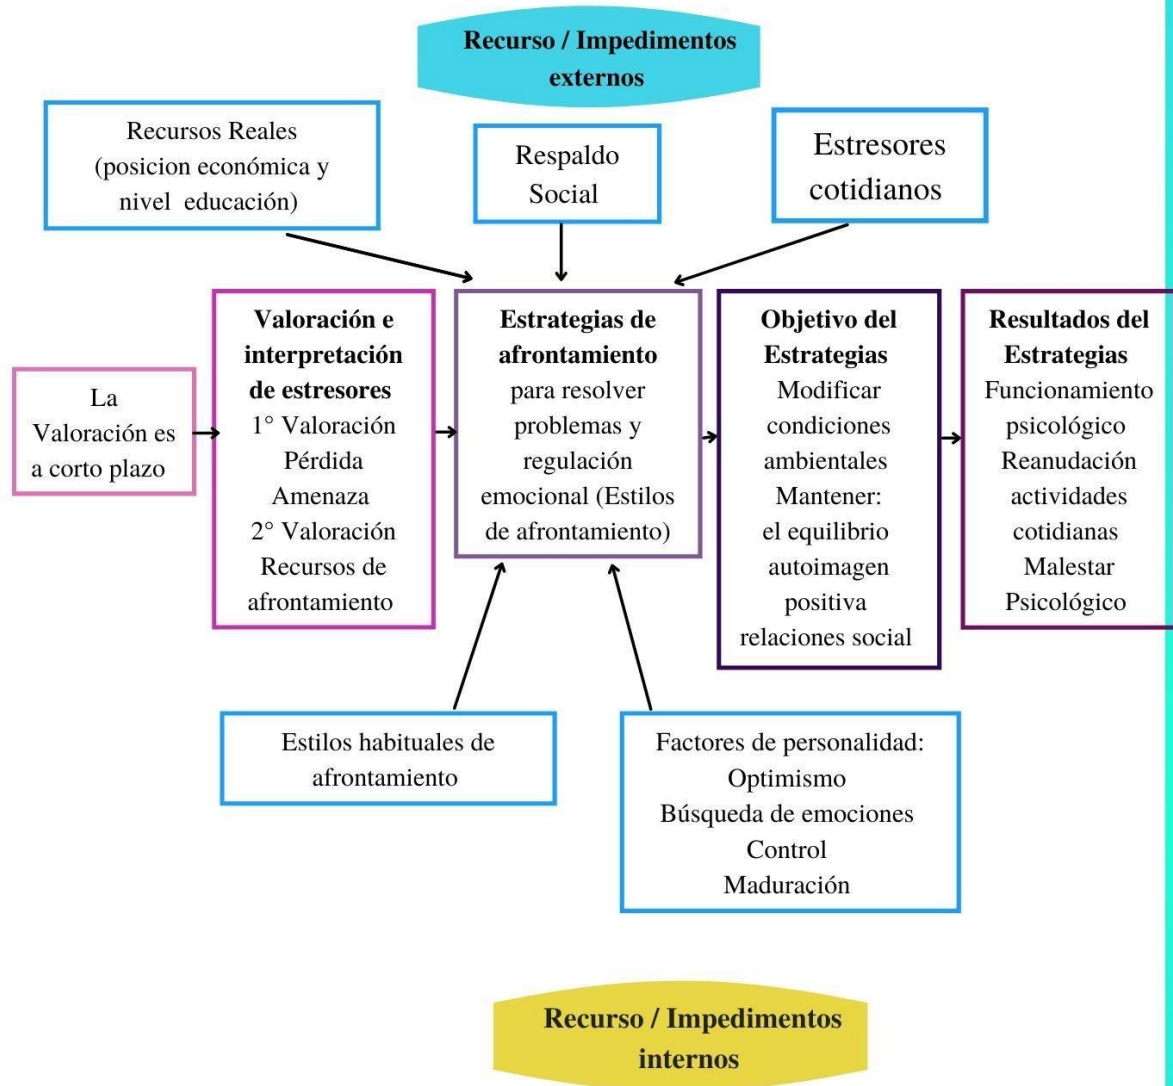 Recurso / Impedimentos
externos
Recursos Reales
(posicion económica y
nivel educación)
Respaldo
Social
Estresores
cotidianos
La
Valoración es
a corto plazo
Valoración e
interpretación
de estresores
1° Valoración
Pérdida
Amenaza
2° Valoración
Recursos de
afrontamiento
Estrategias de
afrontamiento
para resolver
problemas y
regulación
emocional (Estilos
de afrontamiento)
Objetivo del
Estrategias
Modificar
condiciones
ambientales
Mantener:
el equilibrio
autoimagen
positiva
relaciones social
Resultados del
Estrategias
Funcionamiento
psicológico
Reanudación
actividades
cotidianas
Malestar
Psicológico
Estilos habituales de
afrontamiento
Factores de personalidad:
Optimismo
Búsqueda de emociones
Control
Maduración
Recurso / Impedimentos
internos